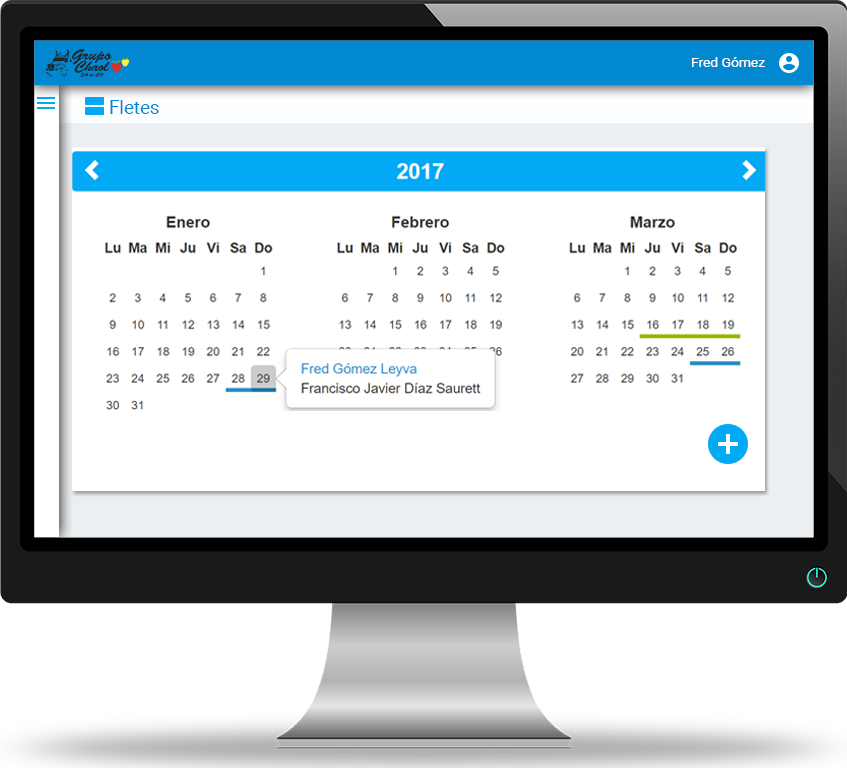 Grupo
Chaol
Fred Gómez
Fletes
2017
Enero
Lu Ma Mi Ju Vi Sa Do
1
2 3 4 5 6 7 8
9 10 11 12 13 14 15
16 17 18 19 20 21 22
23 24 25 26 27 28 29
30 31
Febrero
Lu Ma Mi Ju Vi Sa Do
1 2 3 4 5
6 7 8 9 10 11 12
13 14 15 16 17 18 19
26
Fred Gómez Leyva
Francisco Javier Díaz Saurett
Marzo
Lu Ma Mi Ju Vi Sa Do
1 2 3 4 5
6 7 8 9 10 11 12
13 14 15 16 17 18 19
20 21 22 23 24 25 26
27 28 29 30 31